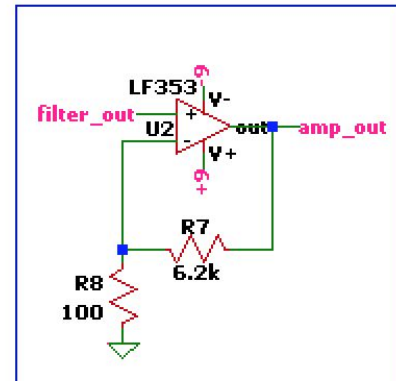 -9
LF353
V-
filter_out
+
U2
out
amp_out
-
V+
+9
R7
6.2k
R8
100